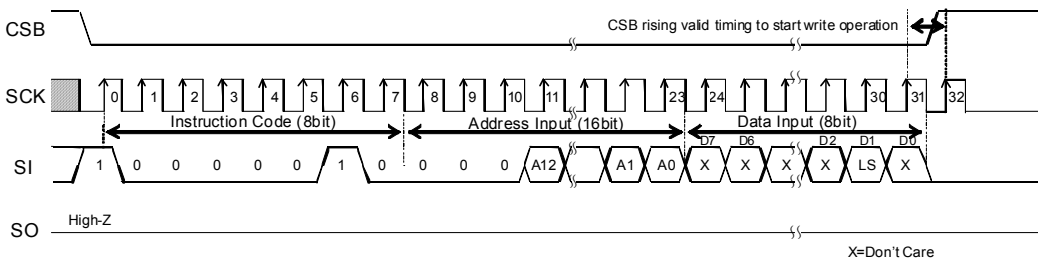 CSB
CSB rising valid timing to start write operation
SCK
0 1 2 3 4 5 6 7 8 9 10 11 23 24 30 31 32
Instruction Code (8bit) Address Input (16bit) Data Input (8bit)
D7 D6 D2 D1 D0
SI
1 0 0 0 0 0 1 0 0 0 0 A12 A1 A0 X X X X LS X
High-Z
SO
X=Don't Care